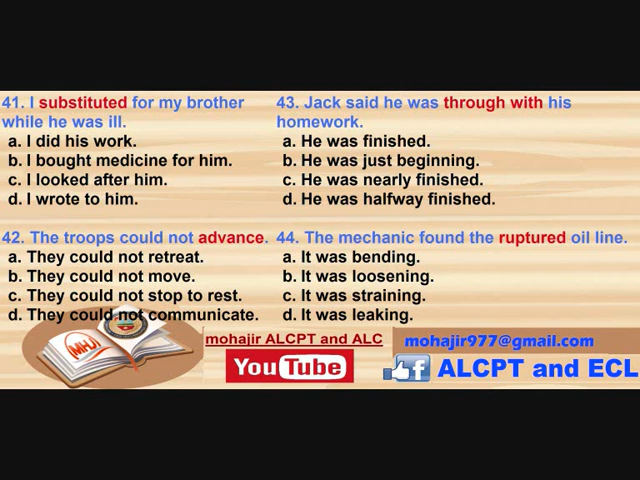 41. I substituted for my brother
while he was ill.
a. I did his work.
b. I bought medicine for him.
c. I looked after him.
d. I wrote to him.
42. The troops could not advance.
a. They could not retreat.
b. They could not move.
c. They could not stop to rest.
d. They could not communicate.
43. Jack said he was through with his
homework.
a. He was finished.
b. He was just beginning.
c. He was nearly finished.
d. He was halfway finished.
44. The mechanic found the ruptured oil line.
a. It was bending.
b. It was loosening.
c. It was straining.
d. It was leaking.
MHJ
mohajir ALCPT and ALC
YouTube
mohajir977@gmail.com
f ALCPT and ECL